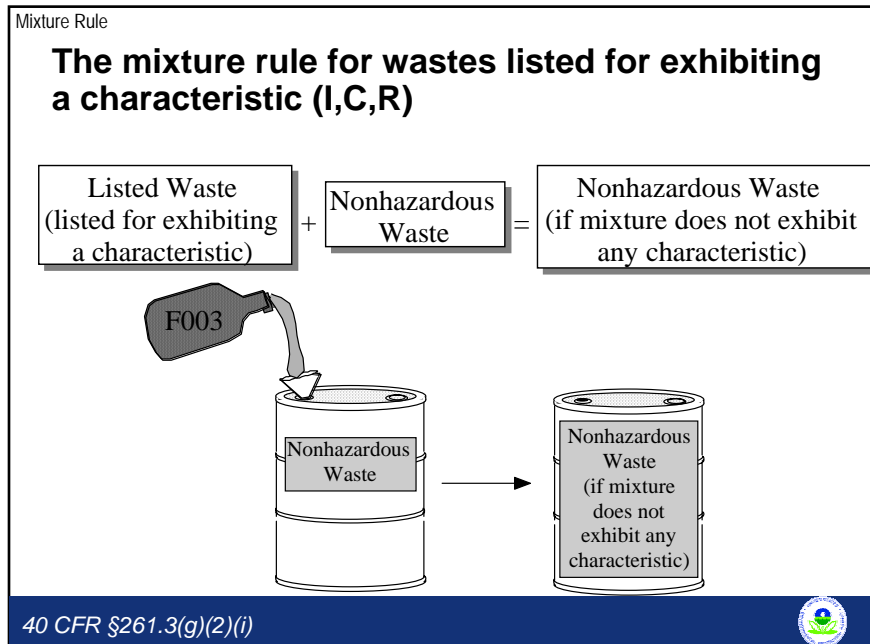 Mixture Rule
The mixture rule for wastes listed for exhibiting
a characteristic (I,C,R)
Listed Waste
(listed for exhibiting
a characteristic)
+
Nonhazardous
Waste
=
Nonhazardous Waste
(if mixture does not exhibit
any characteristic)
F003
Nonhazardous
Waste
Nonhazardous
Waste
(if mixture
does not
exhibit any
characteristic)
40 CFR §261.3(g)(2)(i)